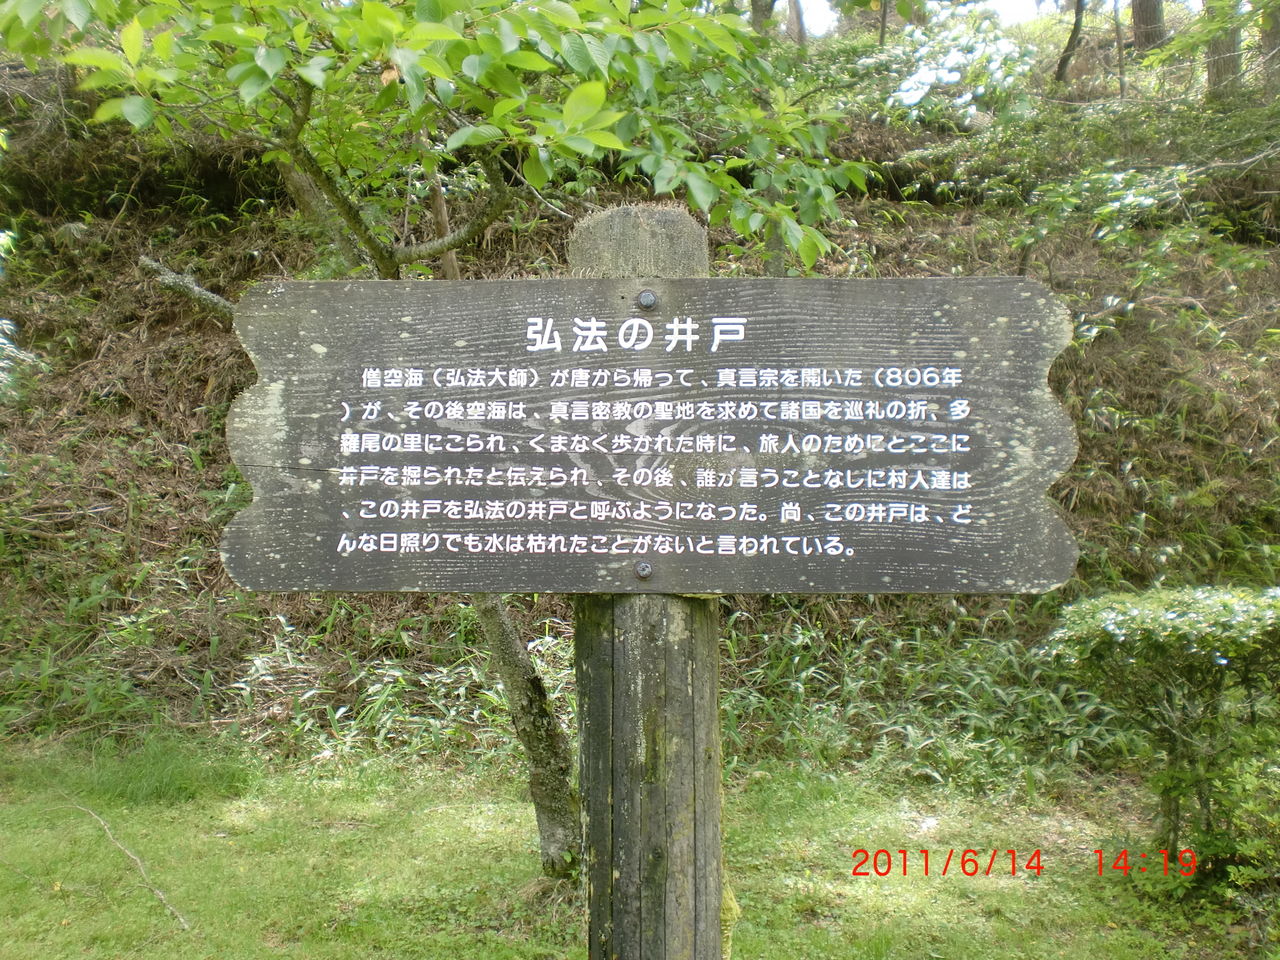 弘法の井戸
僧空海（弘法大師）が唐から帰って、真言宗を開いた（806年
）が、その後空海は、真言密教の聖地を求めて諸国を巡礼の折、多
羅尾の里にこられ、くまなく歩かれた時に、旅人のためにとここに
井戸を掘られたと伝えられ、その後、誰が言うことなしに村人達は
、この井戸を弘法の井戸と呼ぶようになった。尚、この井戸は、ど
んな日照りでも水は枯れたことがないと言われている。
2011/6/14 14:19